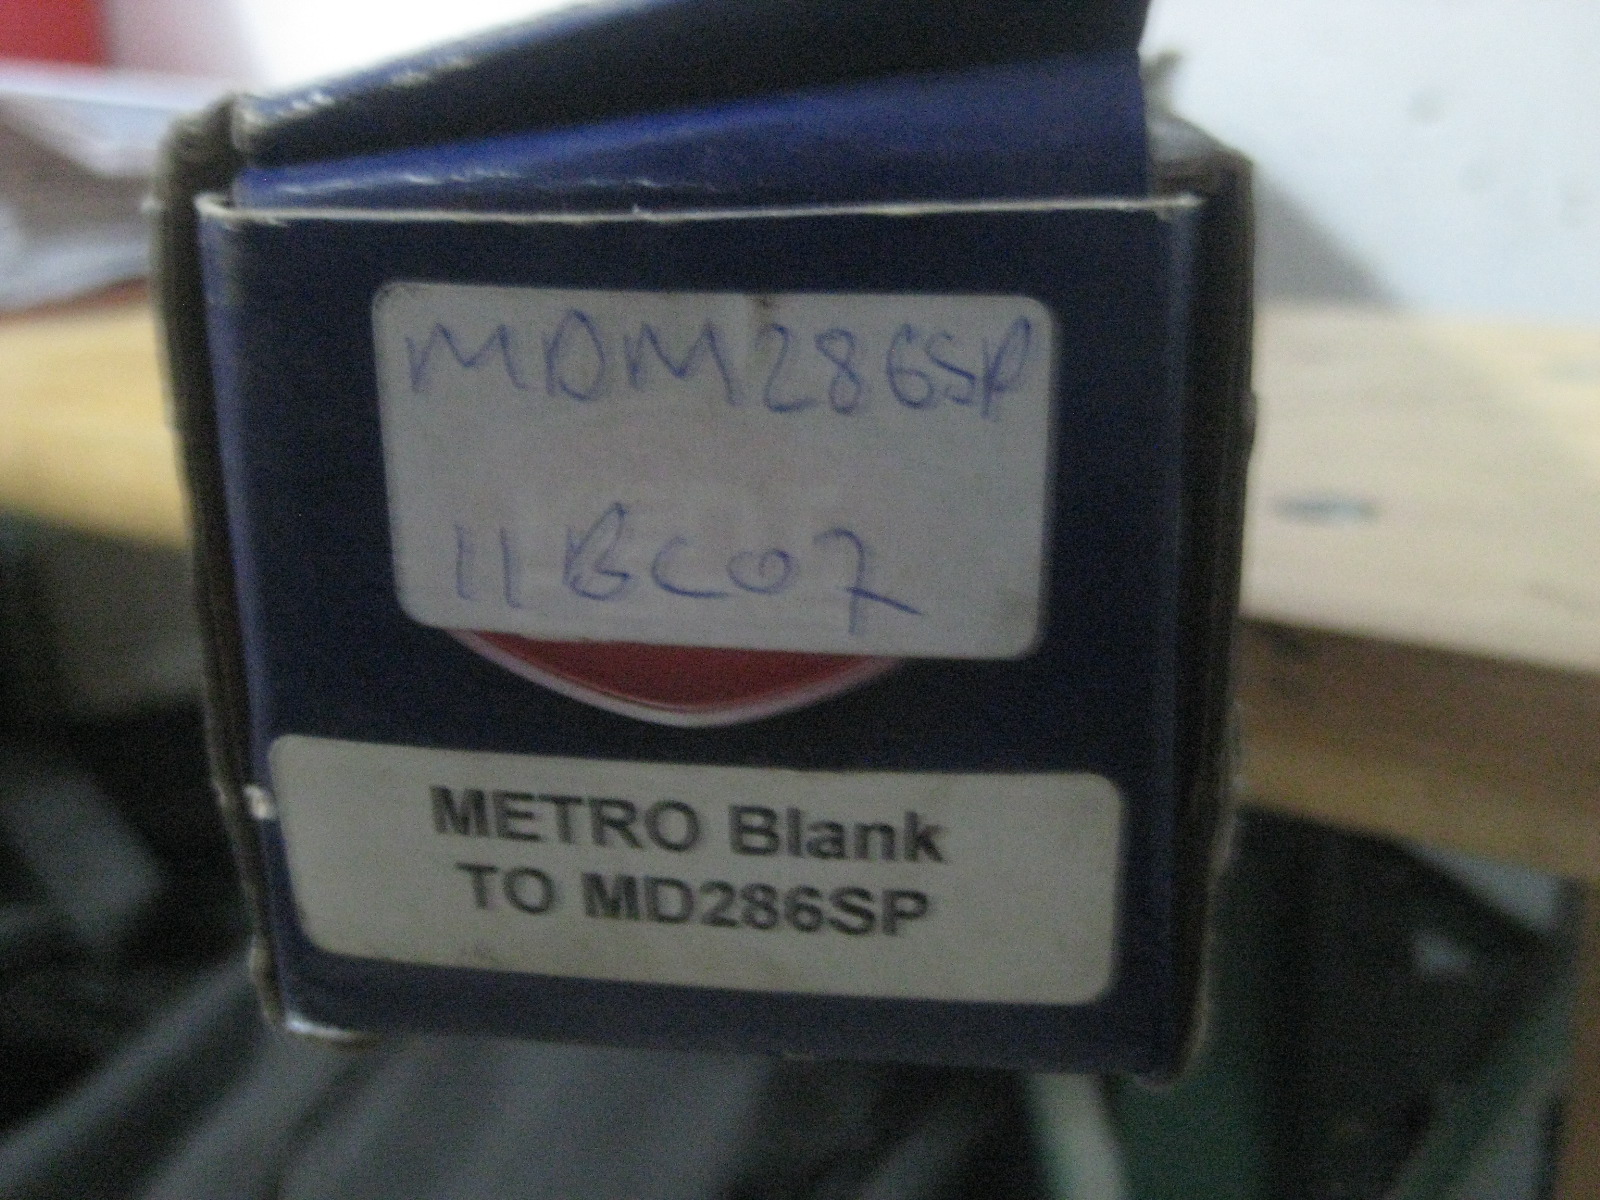 MDM286SP
11BC07
METRO Blank
TO MD286SP